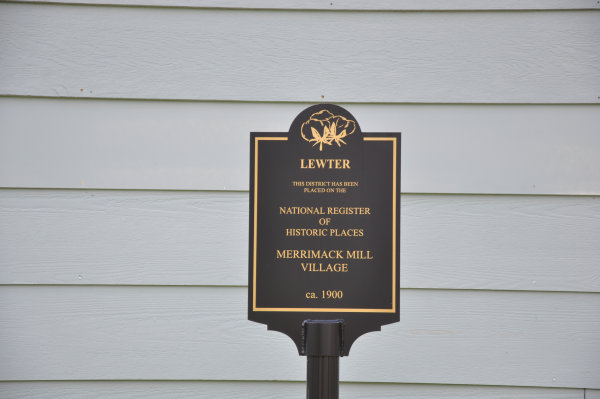 LEWTER
THIS DISTRICT HAS BEEN
PLACED ON THE
NATIONAL REGISTER
OF
HISTORIC PLACES
MERRIMACK MILL
VILLAGE
ca. 1900